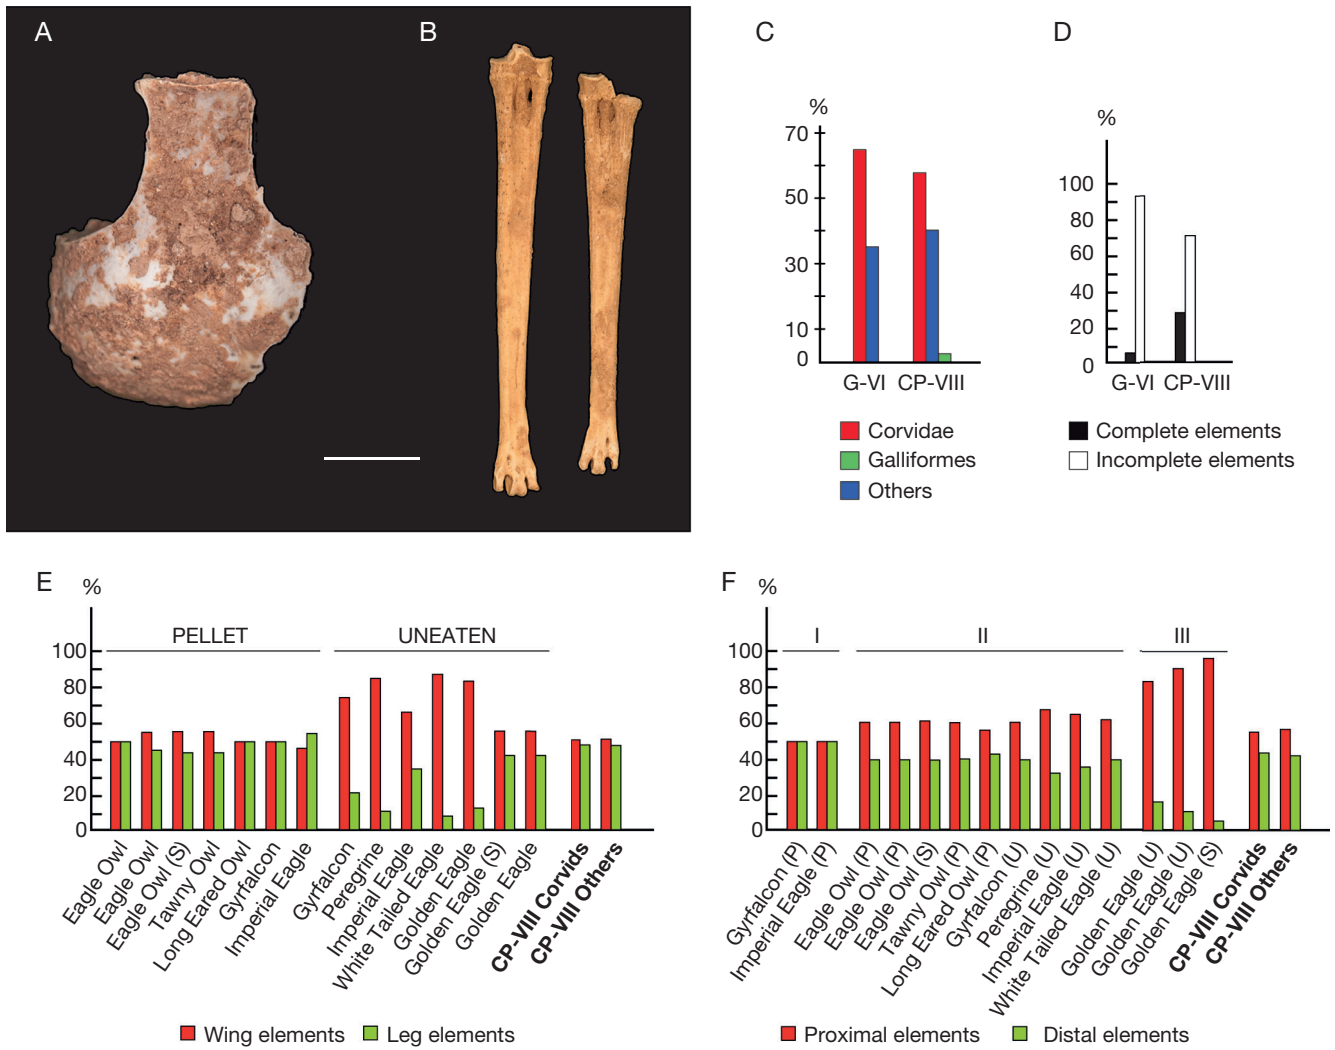 A
B
C
D
%
70
50
30
10
0
G-VI CP-VIII
Corvidae
Galliformes
Others
%
100
80
60
40
20
0
G-VI CP-VIII
Complete elements
Incomplete elements
E
%
PELLET
UNEATEN
100
80
60
40
20
0
Eagle Owl
Eagle Owl
Eagle Owl (S)
Tawny Owl
Long Eared Owl
Gyrfalcon
Imperial Eagle
Gyrfalcon
Peregrine
Imperial Eagle
White Tailed Eagle
Golden Eagle
Golden Eagle (S)
Golden Eagle
CP-VIII Corvids
CP-VIII Others
Wing elements
Leg elements
F
%
I
II
III
100
80
60
40
20
0
Gyrfalcon (P)
Imperial Eagle (P)
Eagle Owl (P)
Eagle Owl (P)
Eagle Owl (S)
Tawny Owl (P)
Long Eared Owl (P)
Gyrfalcon (U)
Peregrine (U)
Imperial Eagle (U)
White Tailed Eagle (U)
Golden Eagle (U)
Golden Eagle (U)
Golden Eagle (S)
CP-VIII Corvids
CP-VIII Others
Proximal elements
Distal elements